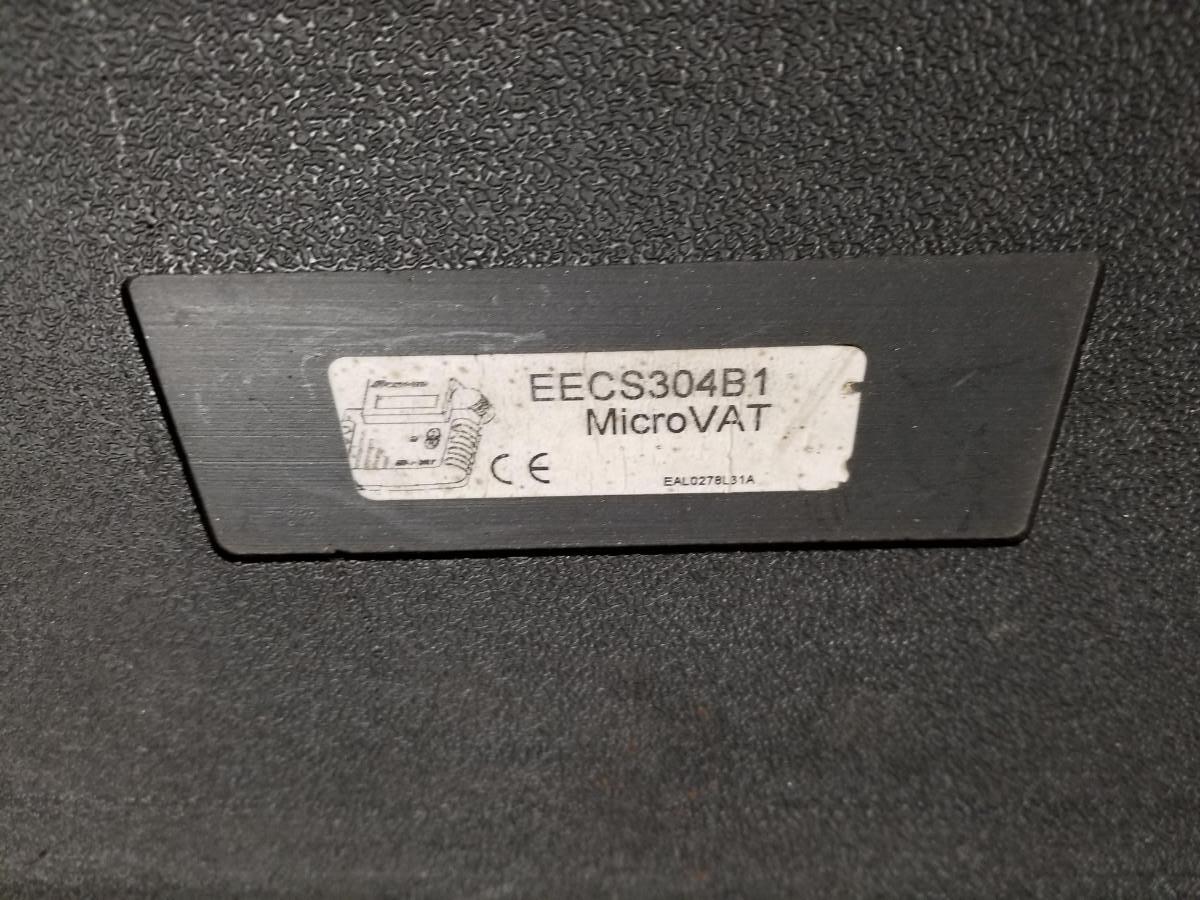 EECS304B1
MicroVAT
CE
EAL0278L31A